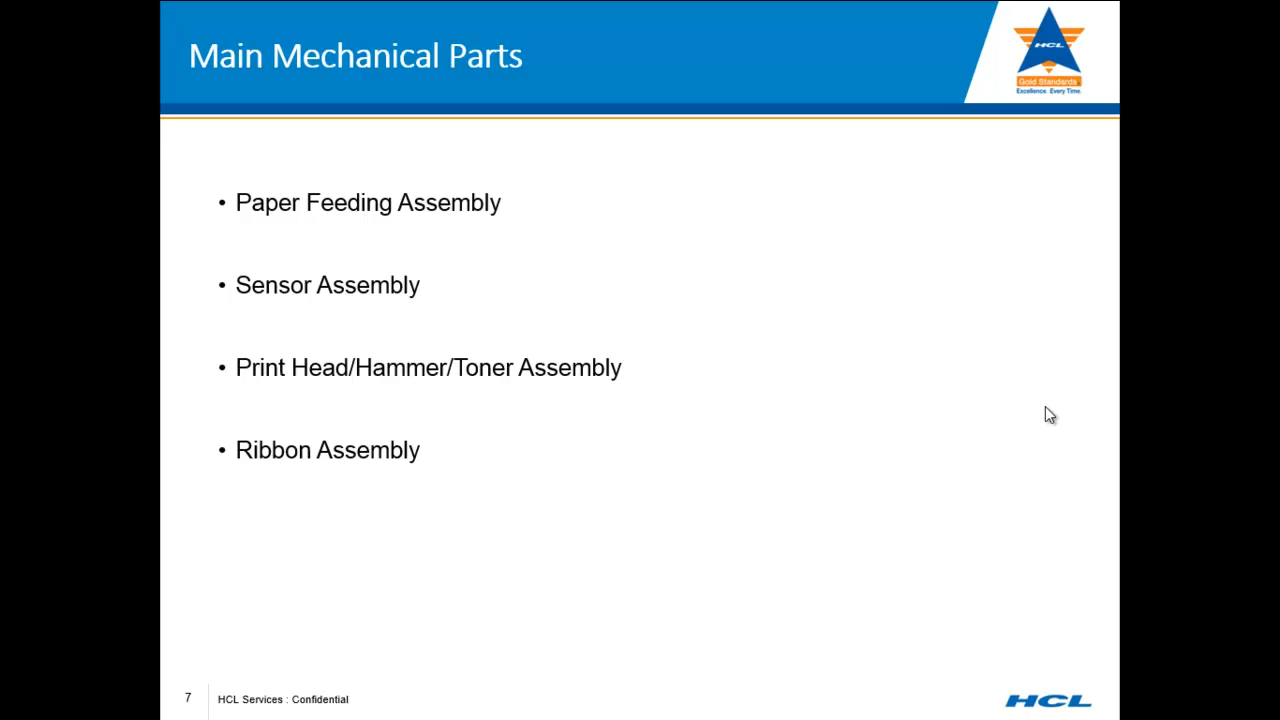 Main Mechanical Parts
HCL
Gold Standards
Excellence. Every Time.
• Paper Feeding Assembly
• Sensor Assembly
• Print Head/Hammer/Toner Assembly
• Ribbon Assembly
7
HCL Services : Confidential
HCL